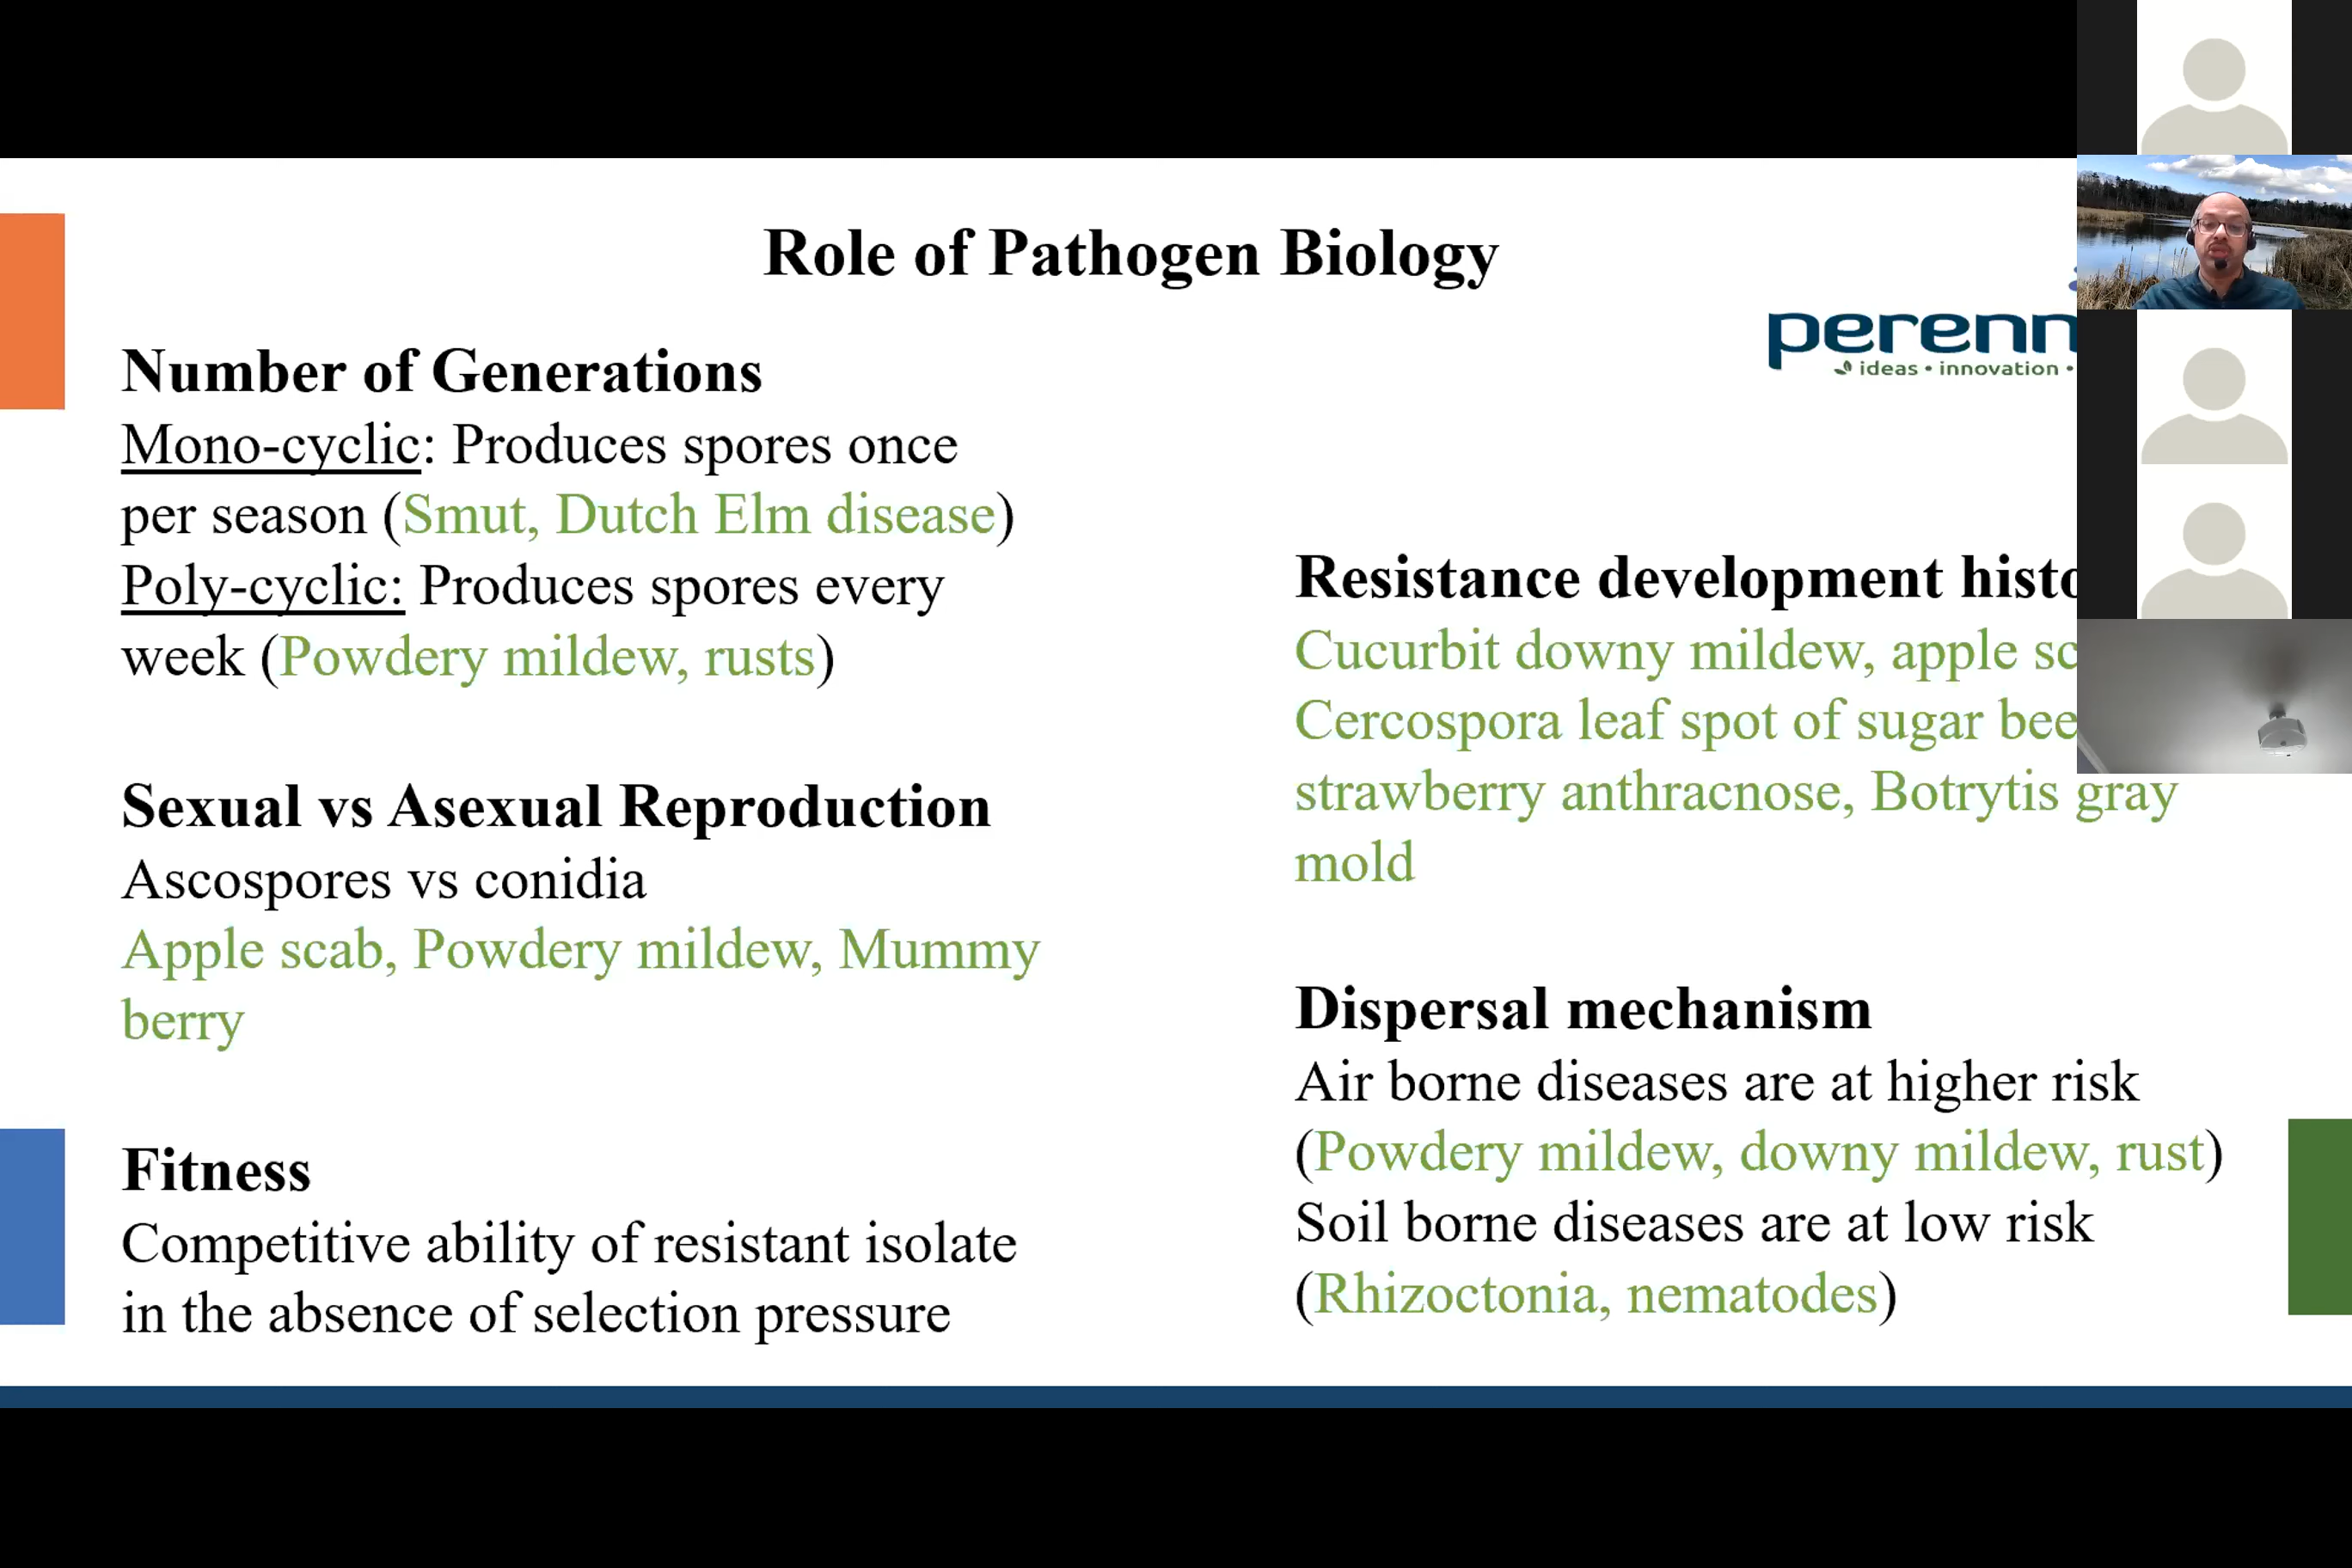 Role of Pathogen Biology
ideas • innovation •
Number of Generations
Mono-cyclic: Produces spores once
per season (Smut, Dutch Elm disease)
Poly-cyclic: Produces spores every
week (Powdery mildew, rusts)
Sexual vs Asexual Reproduction
Ascospores vs conidia
Apple scab, Powdery mildew, Mummy
berry
Fitness
Competitive ability of resistant isolate
in the absence of selection pressure
Resistance development
Cucurbit downy mildew, apple
Cercospora leaf spot of sugar
strawberry anthracnose, Botrytis gray
mold
Dispersal mechanism
Air borne diseases are at higher risk
(Powdery mildew, downy mildew, rust)
Soil borne diseases are at low risk
(Rhizoctonia, nematodes)